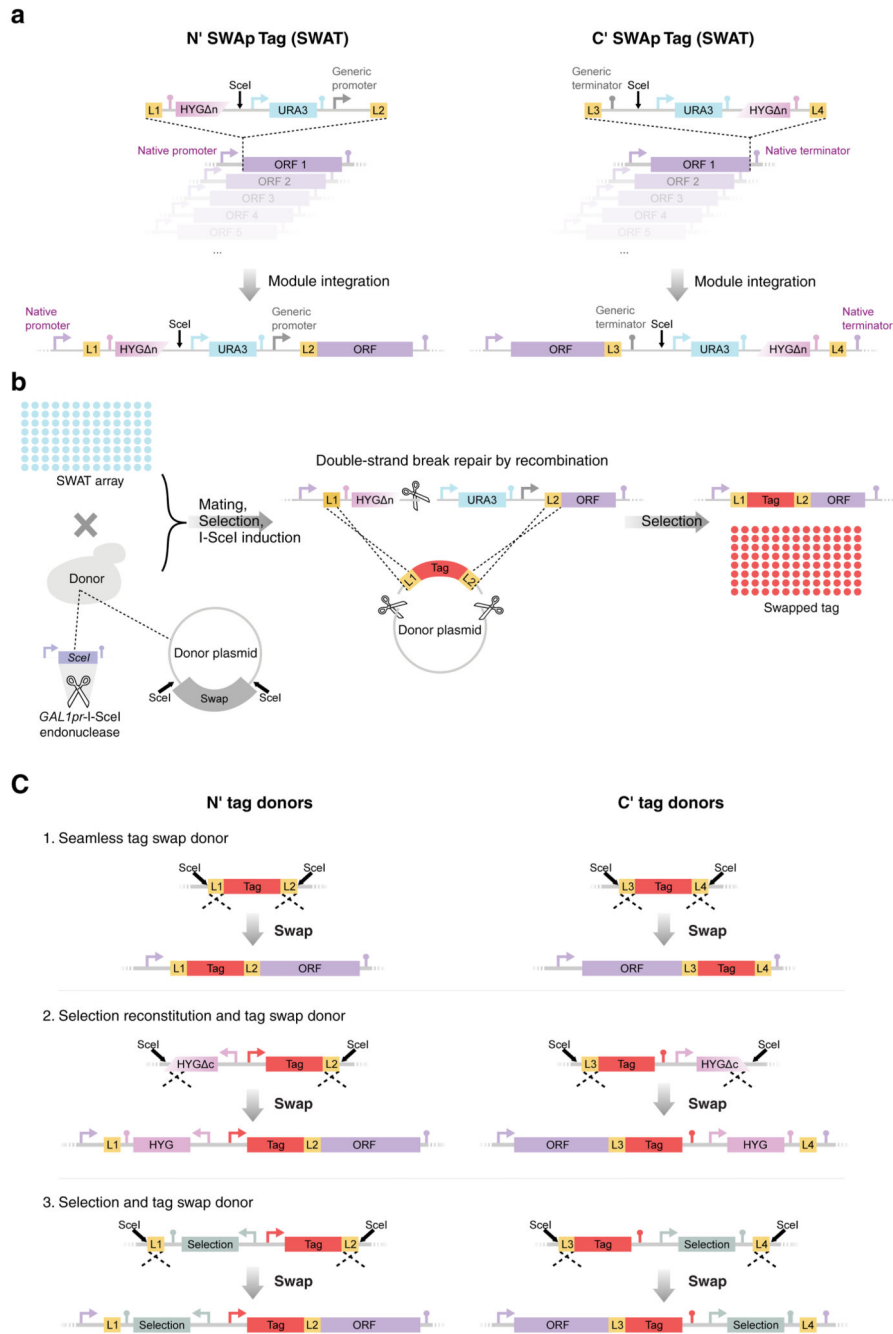 a
N' SWAp Tag (SWAT)
C' SWAp Tag (SWAT)
SceI
Generic
promoter
L1
HYGΔn
URA3
L2
Generic
terminator
SceI
L3
URA3
HYGΔn
L4
Native promoter
ORF 1
ORF 2
ORF 3
ORF 4
ORF 5
...
ORF 1
Native terminator
ORF 2
ORF 3
ORF 4
ORF 5
...
Module integration
Module integration
Native
promoter
SceI
Generic
promoter
L1
HYGΔn
URA3
L2
ORF
Generic
terminator
SceI
Native
terminator
ORF
L3
URA3
HYGΔn
L4
b
SWAT array
Donor
SceI
GAL1pr-I-SceI
endonuclease
Donor plasmid
SceI
Swap
SceI
Mating,
Selection,
I-SceI induction
Double-strand break repair by recombination
L1
HYGΔn
URA3
L2
ORF
L1
Tag
L2
Donor plasmid
Selection
L1
Tag
L2
ORF
Swapped tag
C
N' tag donors
C' tag donors
1. Seamless tag swap donor
SceI
SceI
L1
Tag
L2
SceI
SceI
L3
Tag
L4
Swap
Swap
L1
Tag
L2
ORF
ORF
L3
Tag
L4
2. Selection reconstitution and tag swap donor
SceI
SceI
HYGΔc
Tag
L2
SceI
SceI
L3
Tag
HYGΔc
Swap
Swap
L1
HYG
Tag
L2
ORF
ORF
L3
Tag
HYG
L4
3. Selection and tag swap donor
SceI
SceI
L1
Selection
Tag
L2
SceI
SceI
L3
Tag
Selection
L4
Swap
Swap
L1
Selection
Tag
L2
ORF
ORF
L3
Tag
Selection
L4